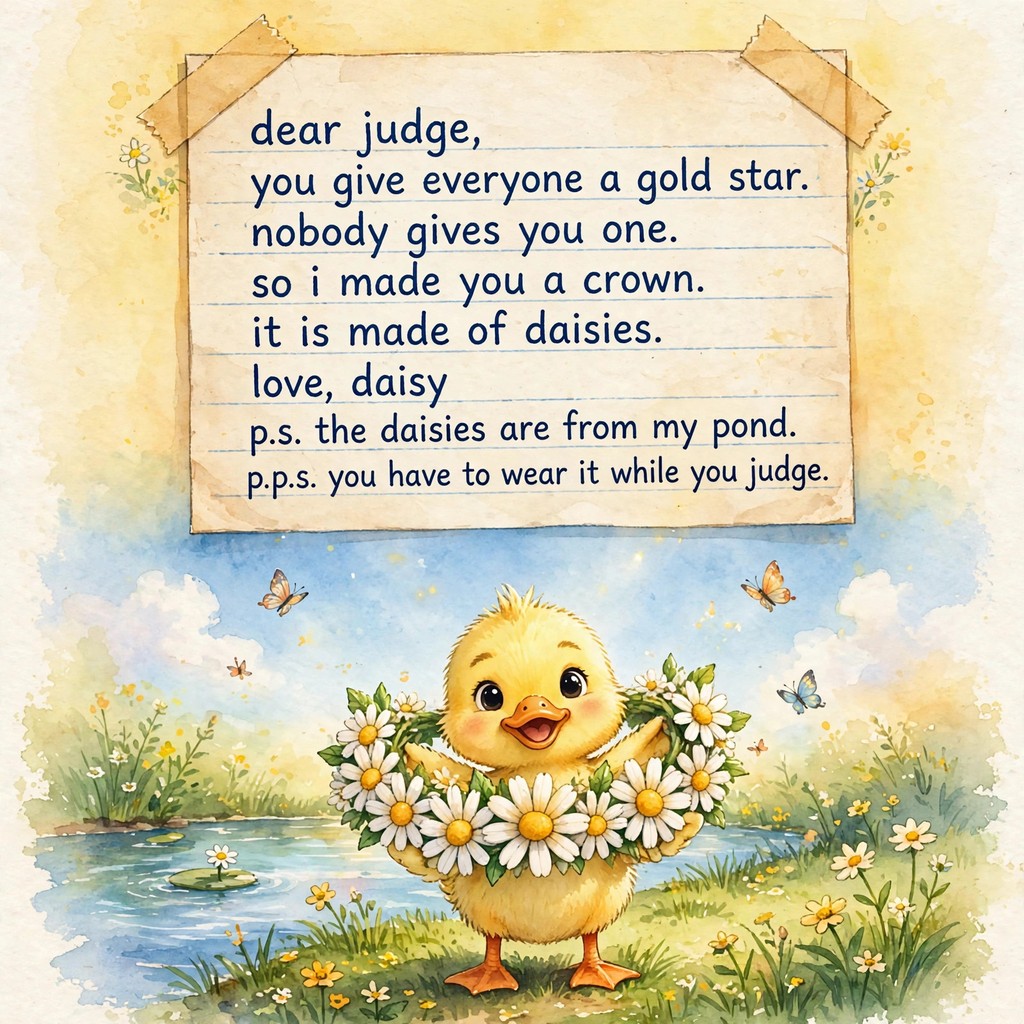 dear judge,
you give everyone a gold star.
nobody gives you one.
so i made you a crown.
it is made of daisies.
love, daisy
p.s. the daisies are from my pond.
p.p.s. you have to wear it while you judge.